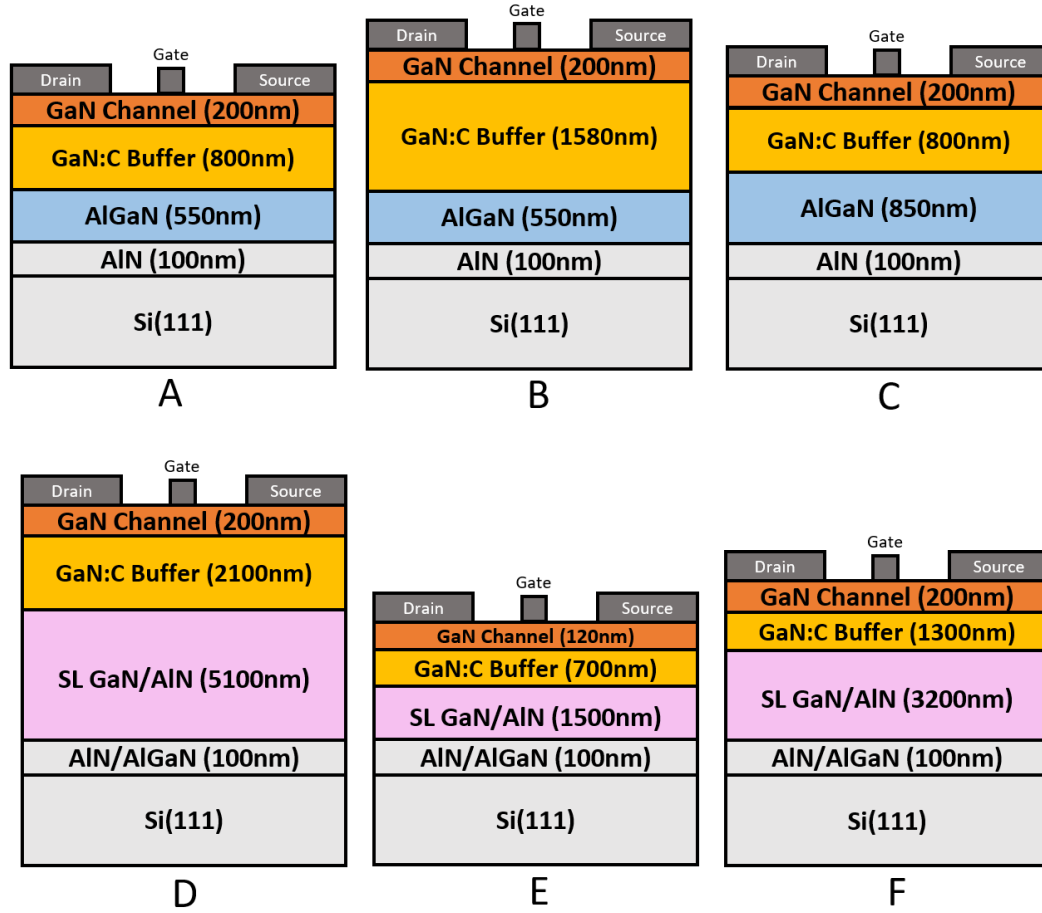 Gate
Drain Source
GaN Channel (200nm)
GaN:C Buffer (800nm)
AlGaN (550nm)
AlN (100nm)
Si(111)
A
Gate
Drain Source
GaN Channel (200nm)
GaN:C Buffer (1580nm)
AlGaN (550nm)
AlN (100nm)
Si(111)
B
Gate
Drain Source
GaN Channel (200nm)
GaN:C Buffer (800nm)
AlGaN (850nm)
AlN (100nm)
Si(111)
C
Gate
Drain Source
GaN Channel (200nm)
GaN:C Buffer (2100nm)
SL GaN/AlN (5100nm)
AlN/AlGaN (100nm)
Si(111)
D
Gate
Drain Source
GaN Channel (120nm)
GaN:C Buffer (700nm)
SL GaN/AlN (1500nm)
AlN/AlGaN (100nm)
Si(111)
E
Gate
Drain Source
GaN Channel (200nm)
GaN:C Buffer (1300nm)
SL GaN/AlN (3200nm)
AlN/AlGaN (100nm)
Si(111)
F